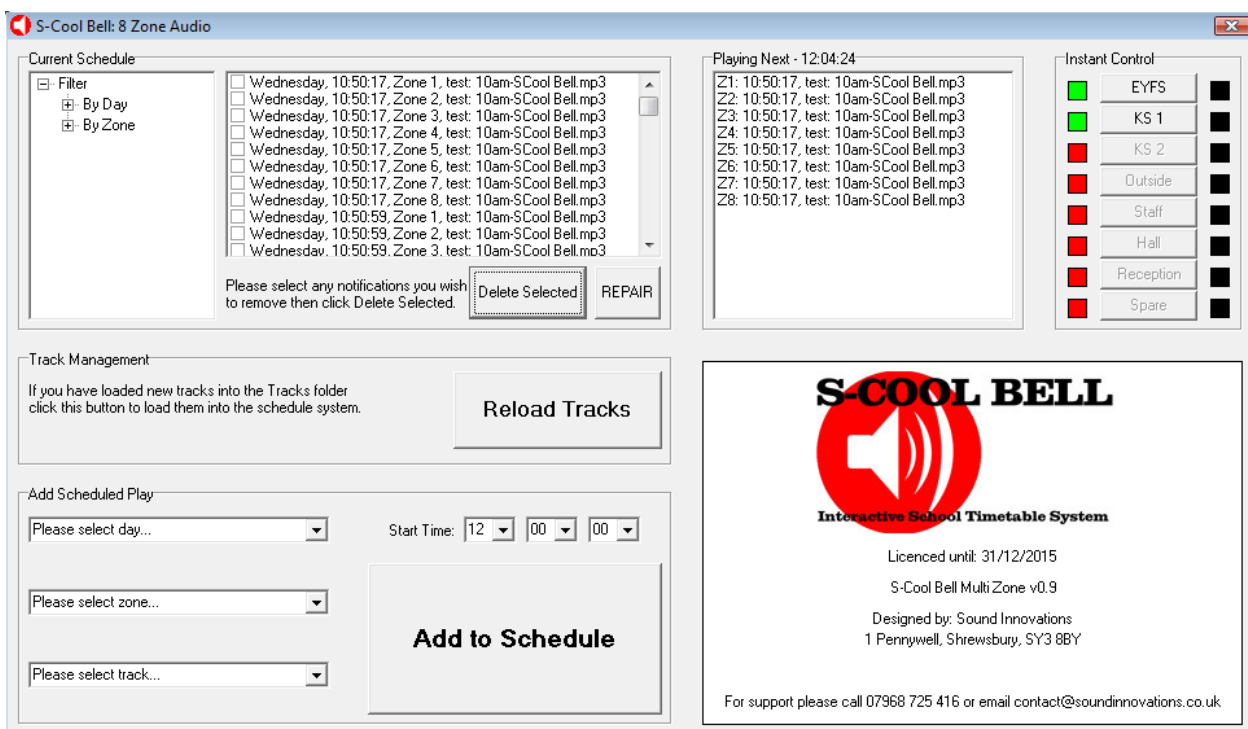 S-Cool Bell: 8 Zone Audio
Current Schedule
Filter
By Day
By Zone
Wednesday, 10:50:17, Zone 1, test: 10am-SCool Bell.mp3
Wednesday, 10:50:17, Zone 2, test: 10am-SCool Bell.mp3
Wednesday, 10:50:17, Zone 3, test: 10am-SCool Bell.mp3
Wednesday, 10:50:17, Zone 4, test: 10am-SCool Bell.mp3
Wednesday, 10:50:17, Zone 5, test: 10am-SCool Bell.mp3
Wednesday, 10:50:17, Zone 6, test: 10am-SCool Bell.mp3
Wednesday, 10:50:17, Zone 7, test: 10am-SCool Bell.mp3
Wednesday, 10:50:17, Zone 8, test: 10am-SCool Bell.mp3
Wednesday, 10:50:59, Zone 1, test: 10am-SCool Bell.mp3
Wednesday, 10:50:59, Zone 2, test: 10am-SCool Bell.mp3
Wednesday, 10:50:59, Zone 3, test: 10am-SCool Bell.mp3
Please select any notifications you wish
to remove then click Delete Selected.
Delete Selected
REPAIR
Playing Next - 12:04:24
Z1: 10:50:17, test: 10am-SCool Bell.mp3
Z2: 10:50:17, test: 10am-SCool Bell.mp3
Z3: 10:50:17, test: 10am-SCool Bell.mp3
Z4: 10:50:17, test: 10am-SCool Bell.mp3
Z5: 10:50:17, test: 10am-SCool Bell.mp3
Z6: 10:50:17, test: 10am-SCool Bell.mp3
Z7: 10:50:17, test: 10am-SCool Bell.mp3
Z8: 10:50:17, test: 10am-SCool Bell.mp3
Instant Control
EYFS
KS 1
KS 2
Outside
Staff
Hall
Reception
Spare
Track Management
If you have loaded new tracks into the Tracks folder
click this button to load them into the schedule system.
Reload Tracks
Add Scheduled Play
Please select day...
Start Time: 12 00 00
Please select zone...
Add to Schedule
Please select track...
S-COOL BELL
Interactive School Timetable System
Licenced until: 31/12/2015
S-Cool Bell Multi Zone v0.9
Designed by: Sound Innovations
1 Pennywell, Shrewsbury, SY3 8BY
For support please call 07968 725 416 or email contact@soundinnovations.co.uk